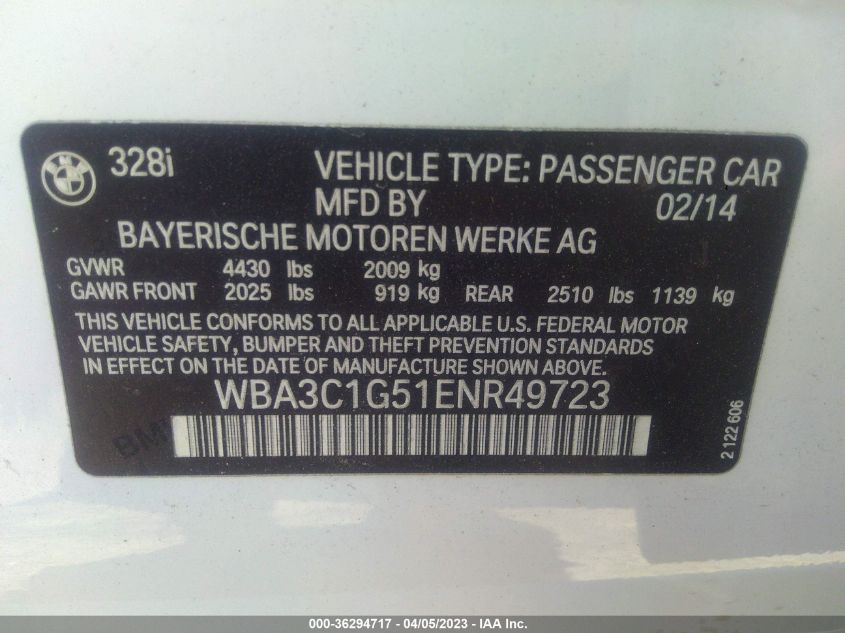 328i VEHICLE TYPE: PASSENGER CAR
MFD BY 02/14
BAYERISCHE MOTOREN WERKE AG
GVWR 4430 lbs 2009 kg
GAWR FRONT 2025 lbs 919 kg REAR 2510 lbs 1139 kg
THIS VEHICLE CONFORMS TO ALL APPLICABLE U.S. FEDERAL MOTOR
VEHICLE SAFETY, BUMPER AND THEFT PREVENTION STANDARDS
IN EFFECT ON THE DATE OF MANUFACTURE SHOWN ABOVE.
WBA3C1G51ENR49723
BMW
2 122 606
000-36294717 - 04/05/2023 - IAA Inc.